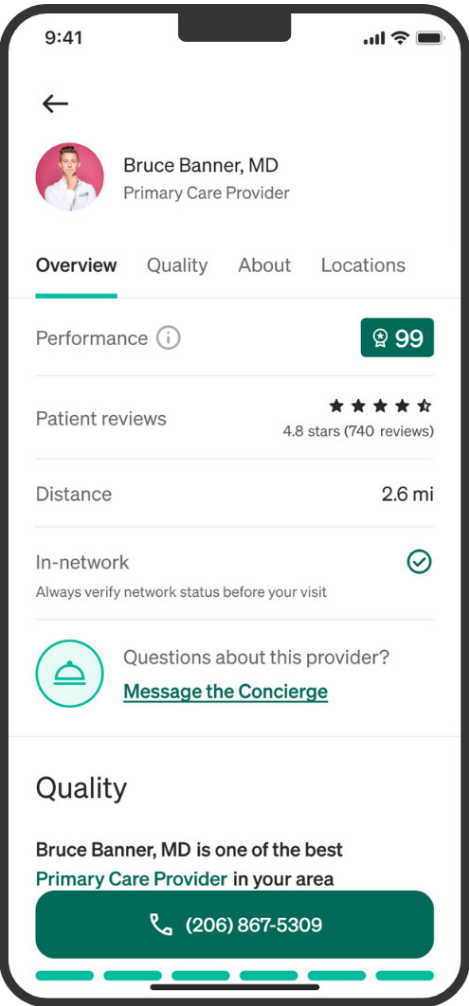 9:41
Bruce Banner, MD
Primary Care Provider
Overview Quality About Locations
Performance 99
Patient reviews
4.8 stars (740 reviews)
Distance 2.6 mi
In-network
Always verify network status before your visit
Questions about this provider?
Message the Concierge
Quality
Bruce Banner, MD is one of the best
Primary Care Provider in your area
(206) 867-5309